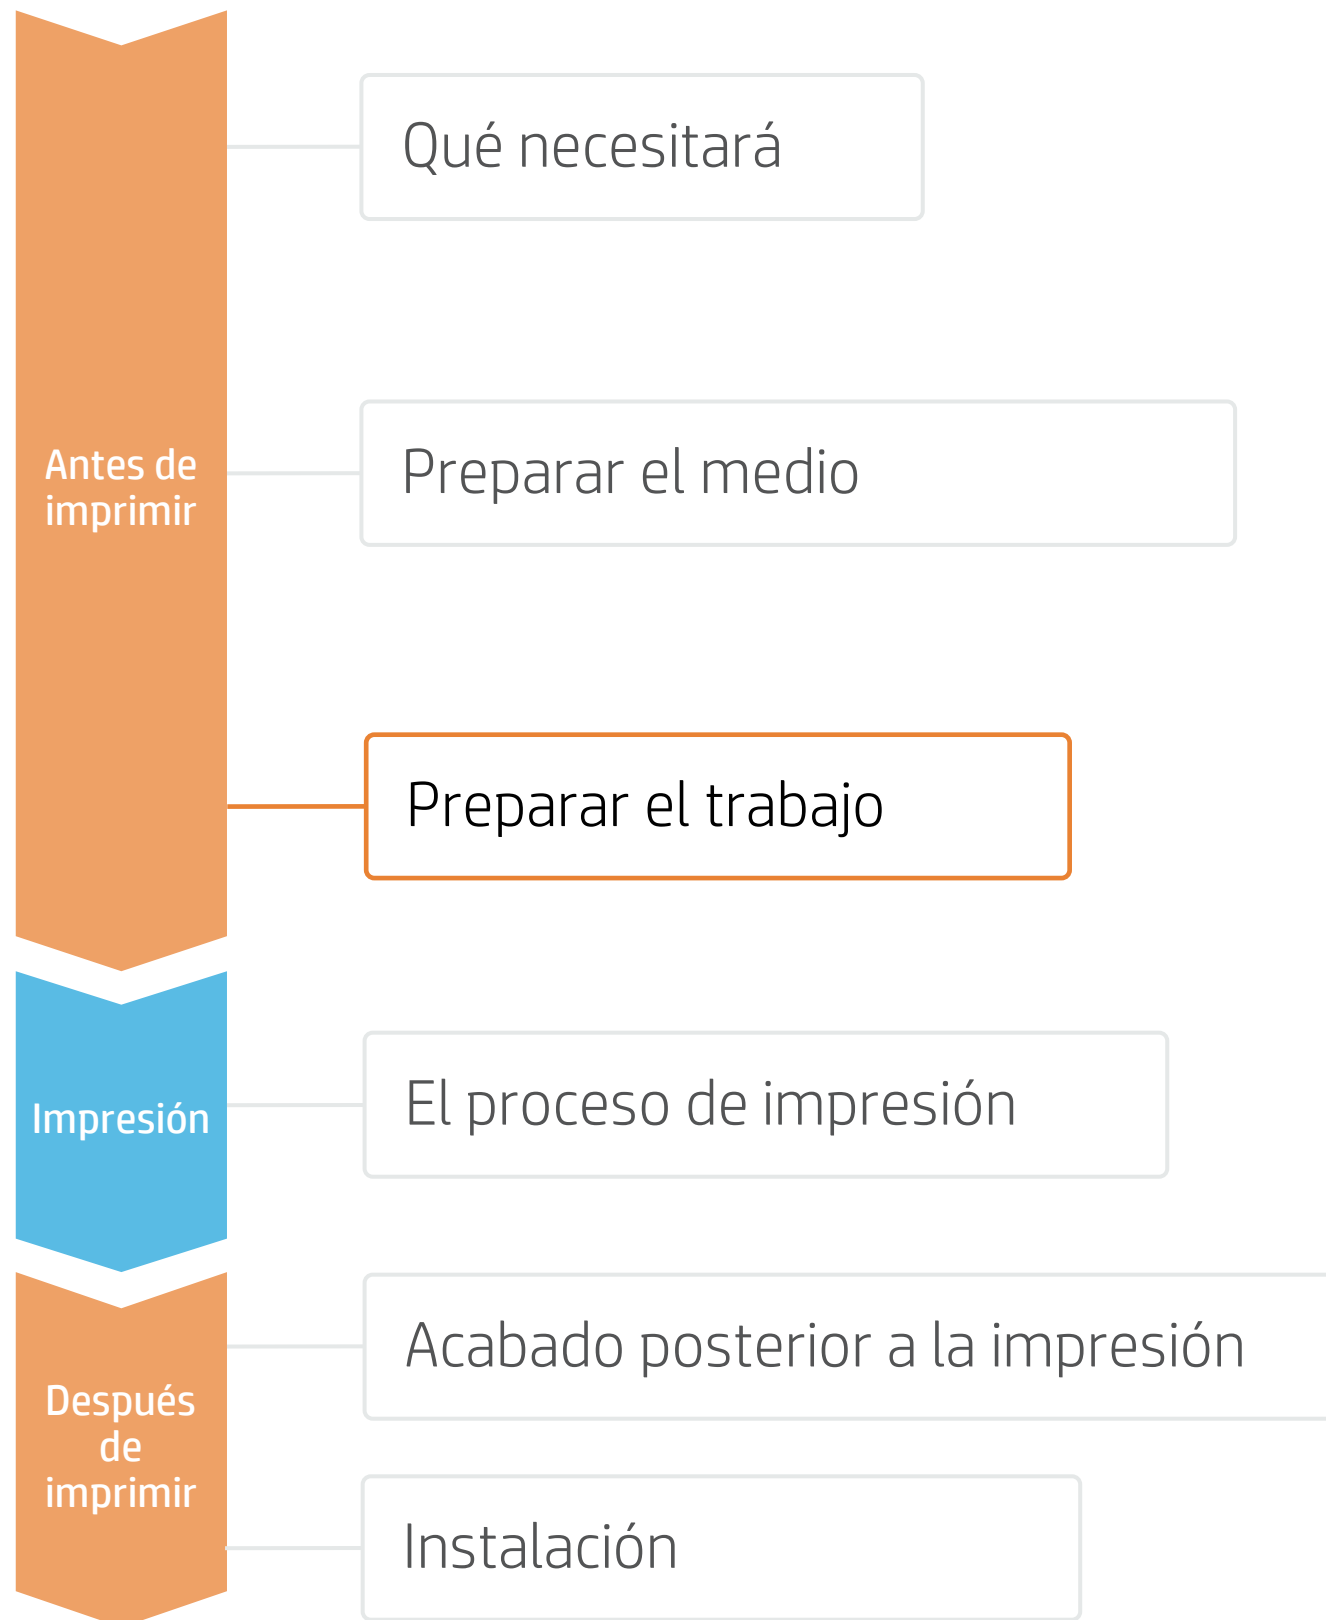 Qué necesitará
Antes de
imprimir
Preparar el medio
Preparar el trabajo
Impresión
El proceso de impresión
Después
de
imprimir
Acabado posterior a la impresión
Instalación